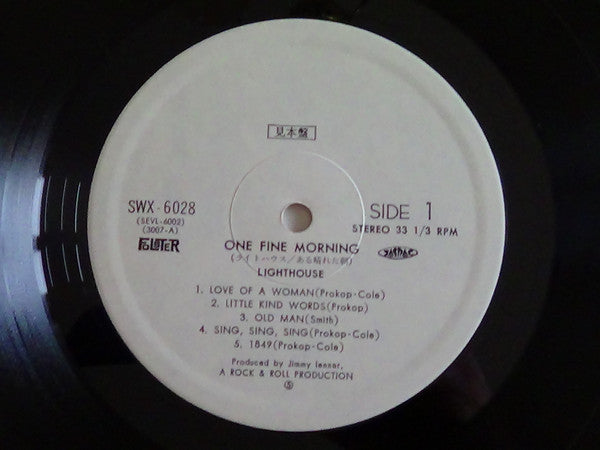 見本盤
SWX-6028
(SEVL-6002)
(3007-A)
SIDE 1
STEREO 33 1/3 RPM
ONE FINE MORNING
(ライトハウス/ある晴れた朝)
LIGHTHOUSE
1. LOVE OF A WOMAN(Prokop-Cole)
2. LITTLE KIND WORDS(Prokop)
3. OLD MAN(Smith)
4. SING, SING, SING(Prokop-Cole)
5. 1849(Prokop-Cole)
Produced by Jimmy Ienner,
A ROCK & ROLL PRODUCTION
Ⓢ